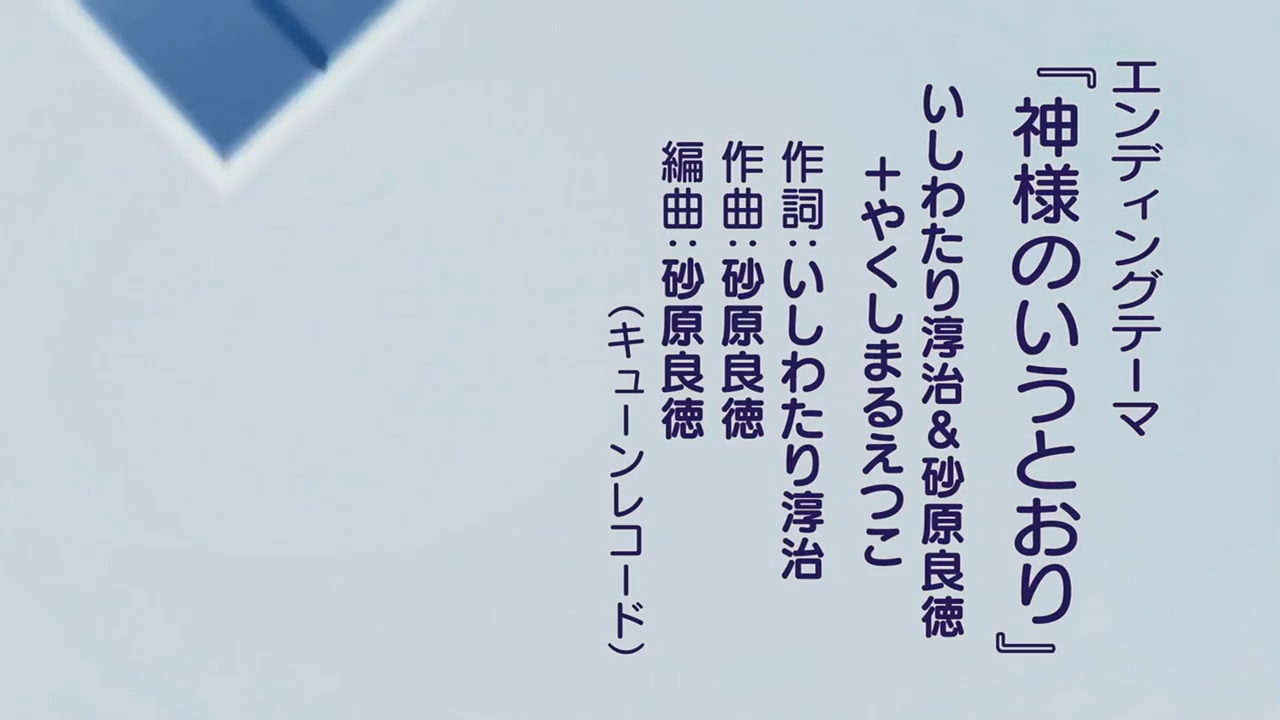 エンディングテーマ
『神様のいうとおり』
いしわたり淳治＆砂原良徳
＋やくしまるえつこ
作詞：いしわたり淳治
作曲：砂原良徳
編曲：砂原良徳
（キューンレコード）